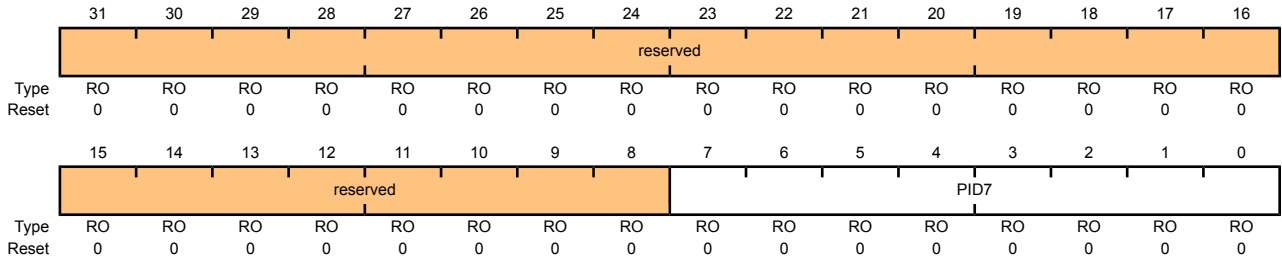 31 30 29 28 27 26 25 24 23 22 21 20 19 18 17 16
reserved
Type RO RO RO RO RO RO RO RO RO RO RO RO RO RO RO RO
Reset 0 0 0 0 0 0 0 0 0 0 0 0 0 0 0 0
15 14 13 12 11 10 9 8 7 6 5 4 3 2 1 0
reserved PID7
Type RO RO RO RO RO RO RO RO RO RO RO RO RO RO RO RO
Reset 0 0 0 0 0 0 0 0 0 0 0 0 0 0 0 0